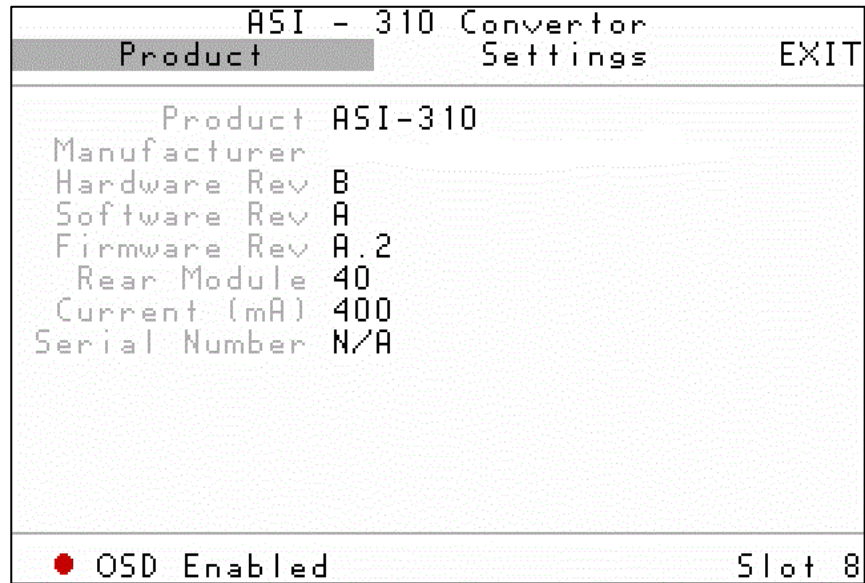 ASI - 310 Convertor
Product Settings EXIT
Product ASI-310
Manufacturer
Hardware Rev B
Software Rev A
Firmware Rev A.2
Rear Module 40
Current (mA) 400
Serial Number N/A
OSD Enabled Slot 8